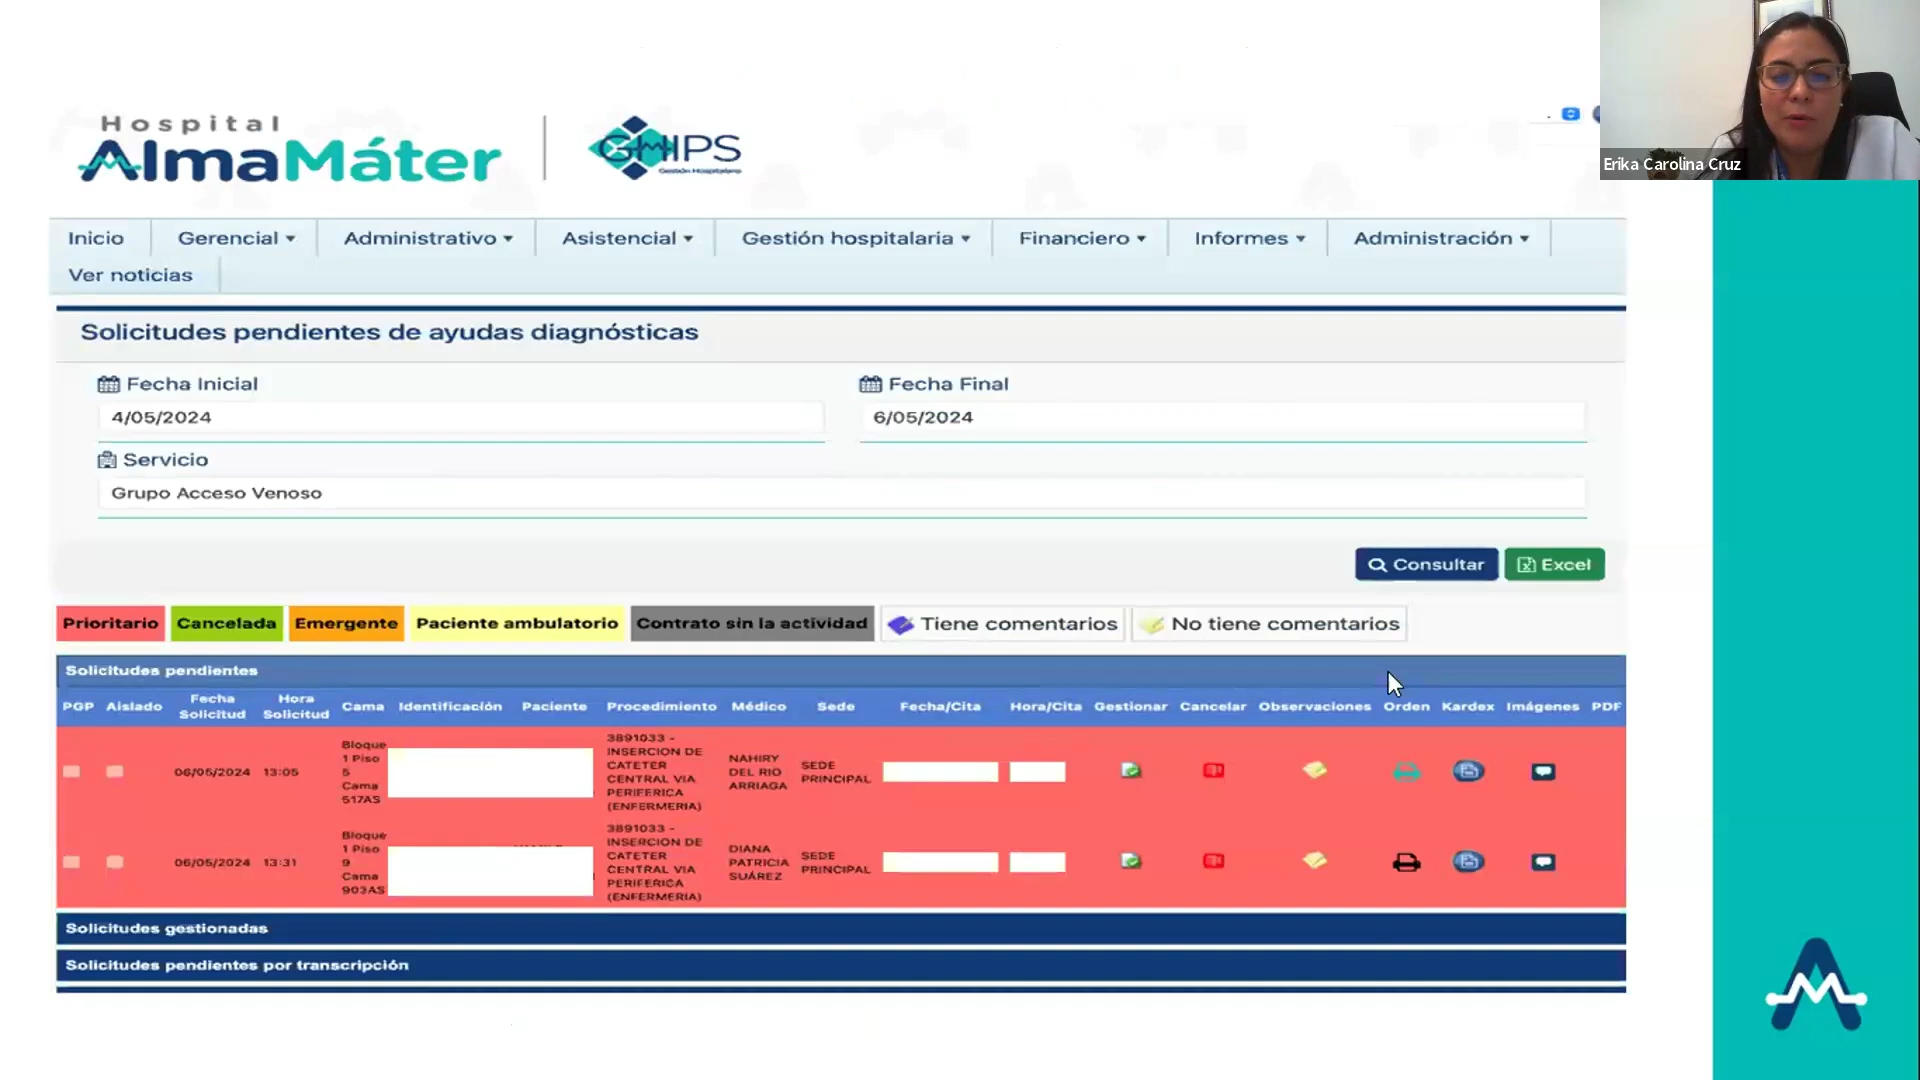 Erika Carolina Cruz
Hospital
AlmaMáter
GHIPS
Gestión Hospitalaria
Inicio
Gerencial
Administrativo
Asistencial
Gestión hospitalaria
Financiero
Informes
Administración
Ver noticias
Solicitudes pendientes de ayudas diagnósticas
Fecha Inicial
Fecha Final
4/05/2024
6/05/2024
Servicio
Grupo Acceso Venoso
Consultar
Excel
Prioritario
Cancelada
Emergente
Paciente ambulatorio
Contrato sin la actividad
Tiene comentarios
No tiene comentarios
Solicitudes pendientes
PGP
Aislado
Fecha
Solicitud
Hora
Solicitud
Cama
Identificación
Paciente
Procedimiento
Médico
Sede
Fecha/Cita
Hora/Cita
Gestionar
Cancelar
Observaciones
Orden
Kardex
Imágenes
PDF
06/05/2024
13:05
Bloque
1 Piso
5
Cama
517AS
3891033 -
INSERCION DE
CATETER
CENTRAL VIA
PERIFERICA
(ENFERMERIA)
NAHIRY
DEL RIO
ARRIAGA
SEDE
PRINCIPAL
06/05/2024
13:31
Bloque
1 Piso
9
Cama
903AS
3891033 -
INSERCION DE
CATETER
CENTRAL VIA
PERIFERICA
(ENFERMERIA)
DIANA
PATRICIA
SUÁREZ
SEDE
PRINCIPAL
Solicitudes gestionadas
Solicitudes pendientes por transcripción